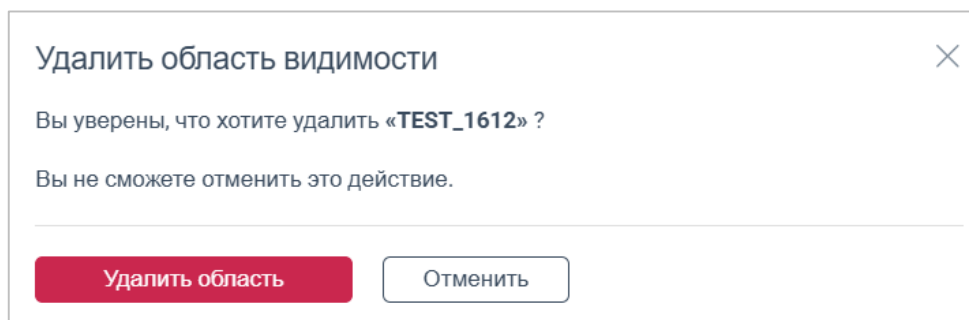 Удалить область видимости
Вы уверены, что хотите удалить «TEST_1612» ?
Вы не сможете отменить это действие.
Удалить область Отменить